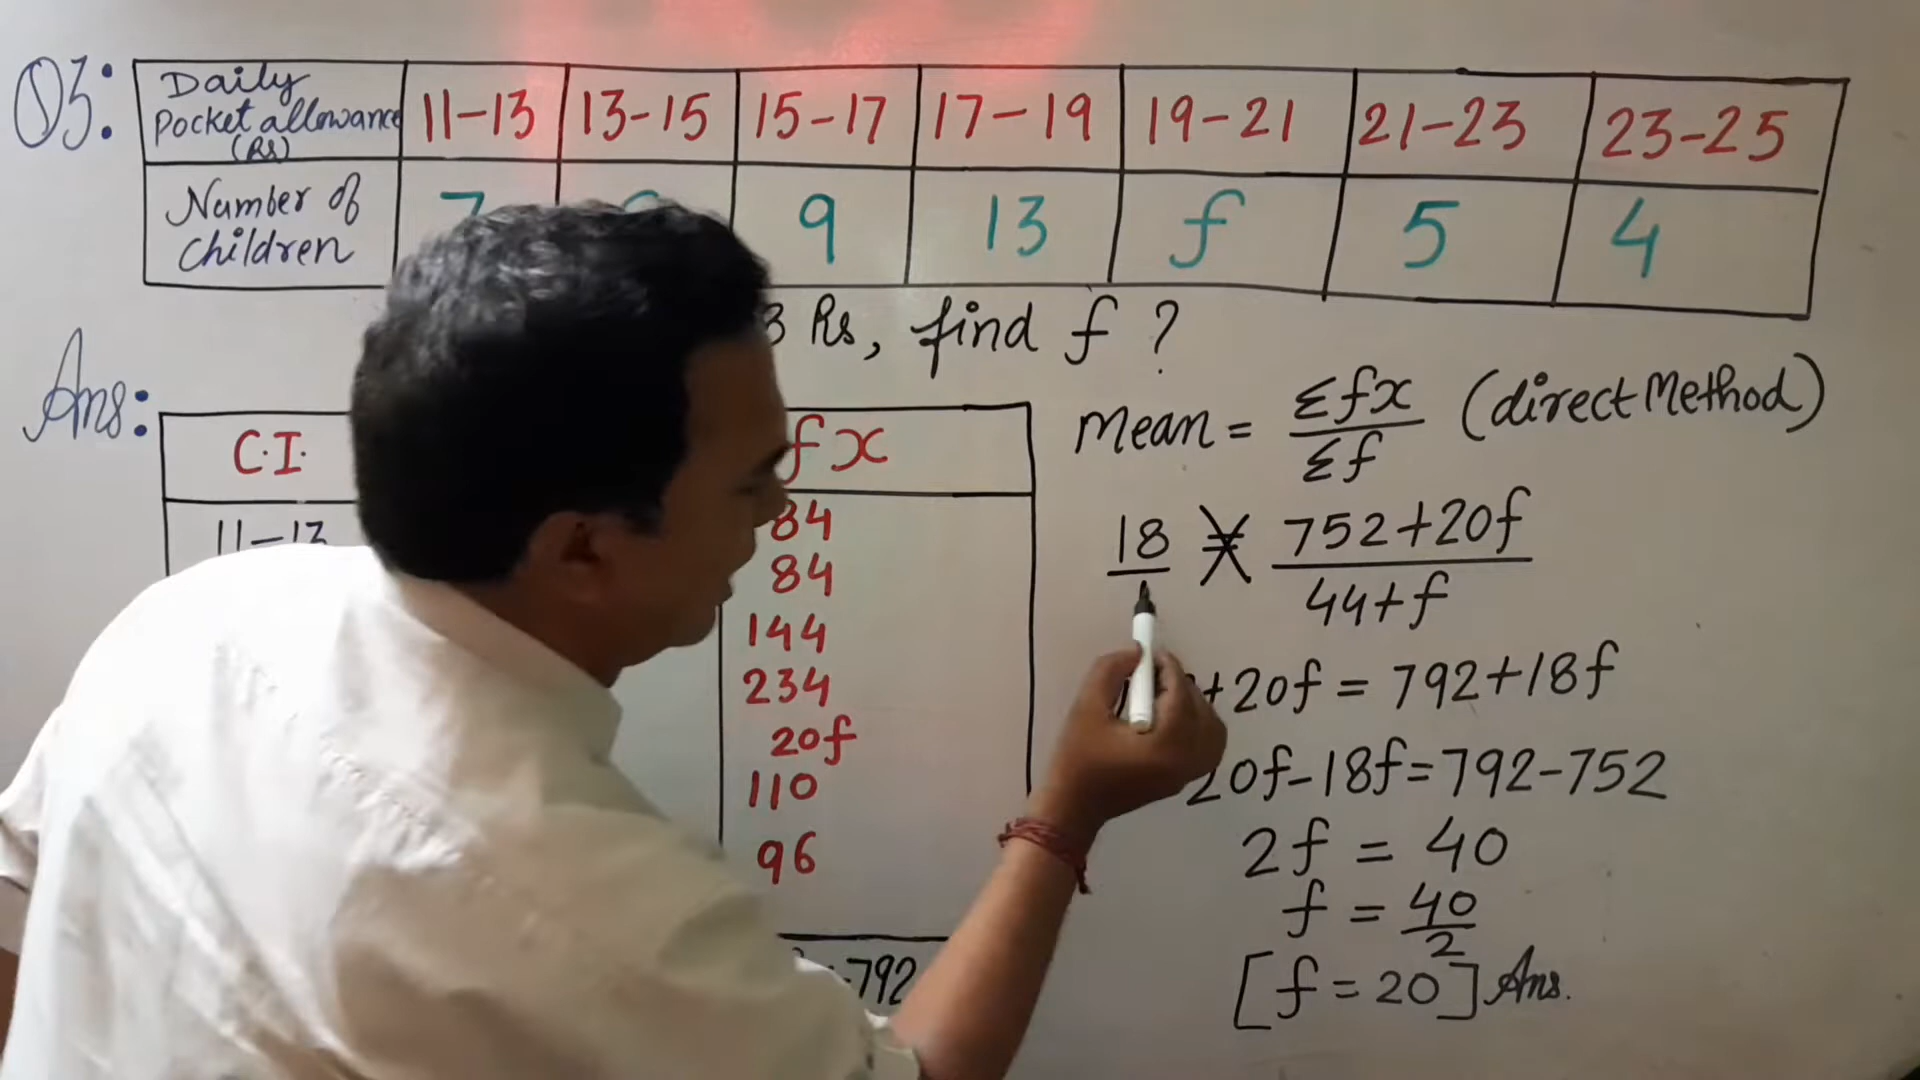 Q3:
Daily Pocket allowance (Rs) 11-13 13-15 15-17 17-19 19-21 21-23 23-25
Number of children 9 13 f 5 4
Rs, find f ?
Ans:
C.I. fx
11-13 84
84
144
234
20f
110
96
792
Mean = Σfx / Σf (direct Method)
18 = 752+20f / 44+f
+20f = 792+18f
20f-18f=792-752
2f = 40
f = 40/2
[f=20] Ans.